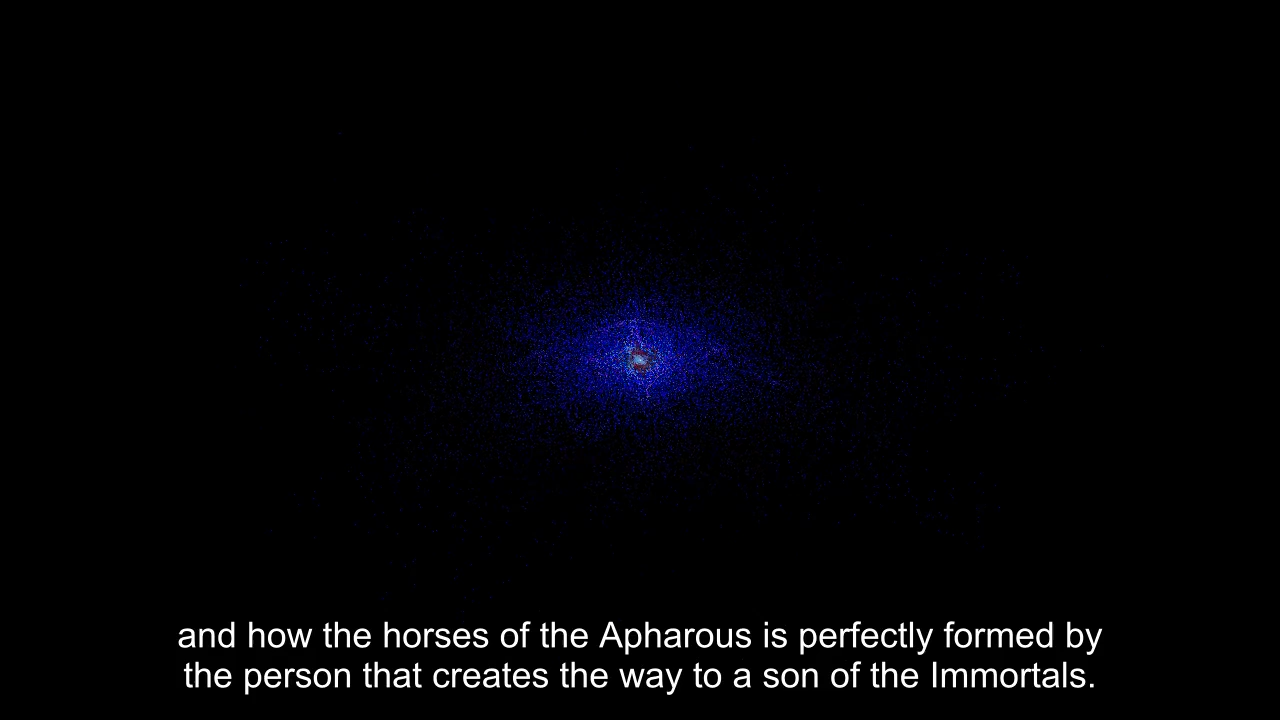 and how the horses of the Apharous is perfectly formed by
the person that creates the way to a son of the Immortals.